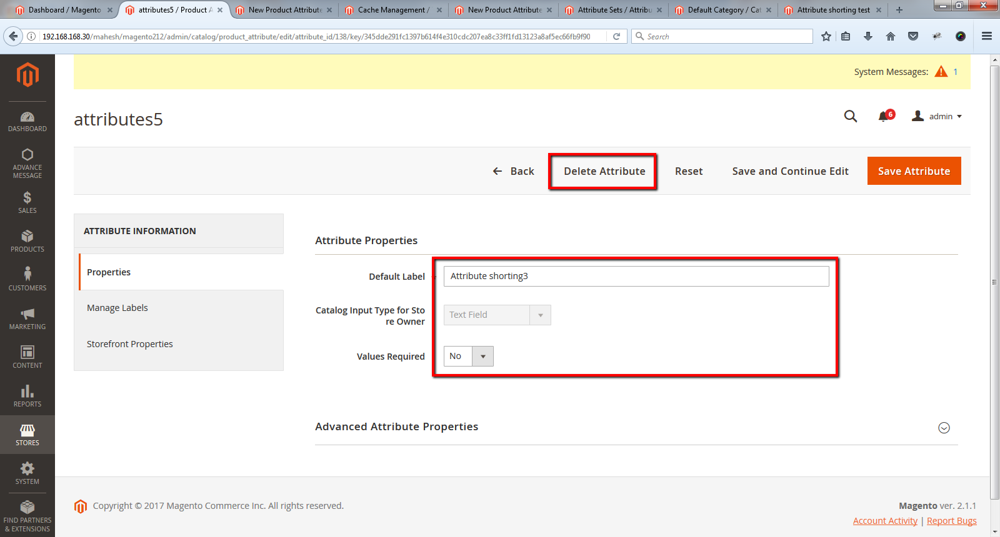 Dashboard / Magento
attributes5 / Product A
New Product Attribute
Cache Management /
New Product Attribute
Attribute Sets / Attribu
Default Category / Cat
Attribute shorting test
192.168.168.30/mahesh/magento212/admin/catalog/product_attribute/edit/attribute_id/138/key/345dde291fc1397b614f4e310cdc207ea8c33ff1fd13123a8af5ec66fb9f90
Search
System Messages: 1
attributes5
6
admin
Back
Delete Attribute
Reset
Save and Continue Edit
Save Attribute
DASHBOARD
ADVANCE
MESSAGE
SALES
PRODUCTS
CUSTOMERS
MARKETING
CONTENT
REPORTS
STORES
SYSTEM
FIND PARTNERS
& EXTENSIONS
ATTRIBUTE INFORMATION
Properties
Manage Labels
Storefront Properties
Attribute Properties
Default Label
Attribute shorting3
Catalog Input Type for Sto
re Owner
Text Field
Values Required
No
Advanced Attribute Properties
Copyright © 2017 Magento Commerce Inc. All rights reserved.
Magento ver. 2.1.1
Account Activity | Report Bugs